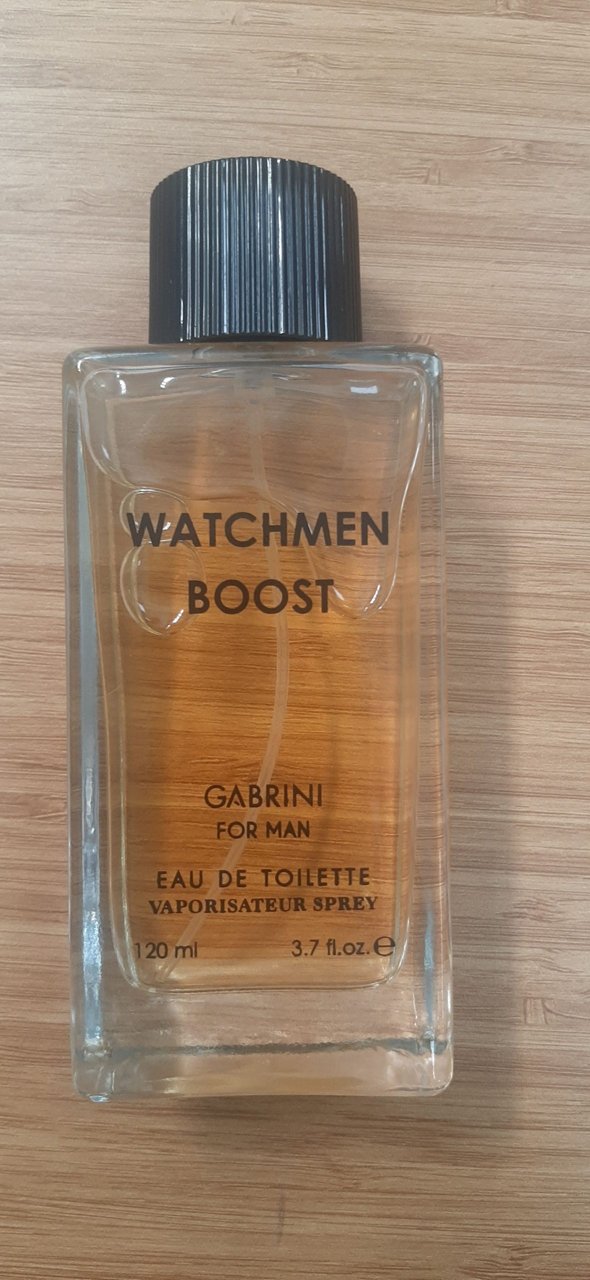 WATCHMEN
BOOST
GABRINI
FOR MAN
EAU DE TOILETTE
VAPORISATEUR SPREY
120 ml 3.7 fl.oz. ℮